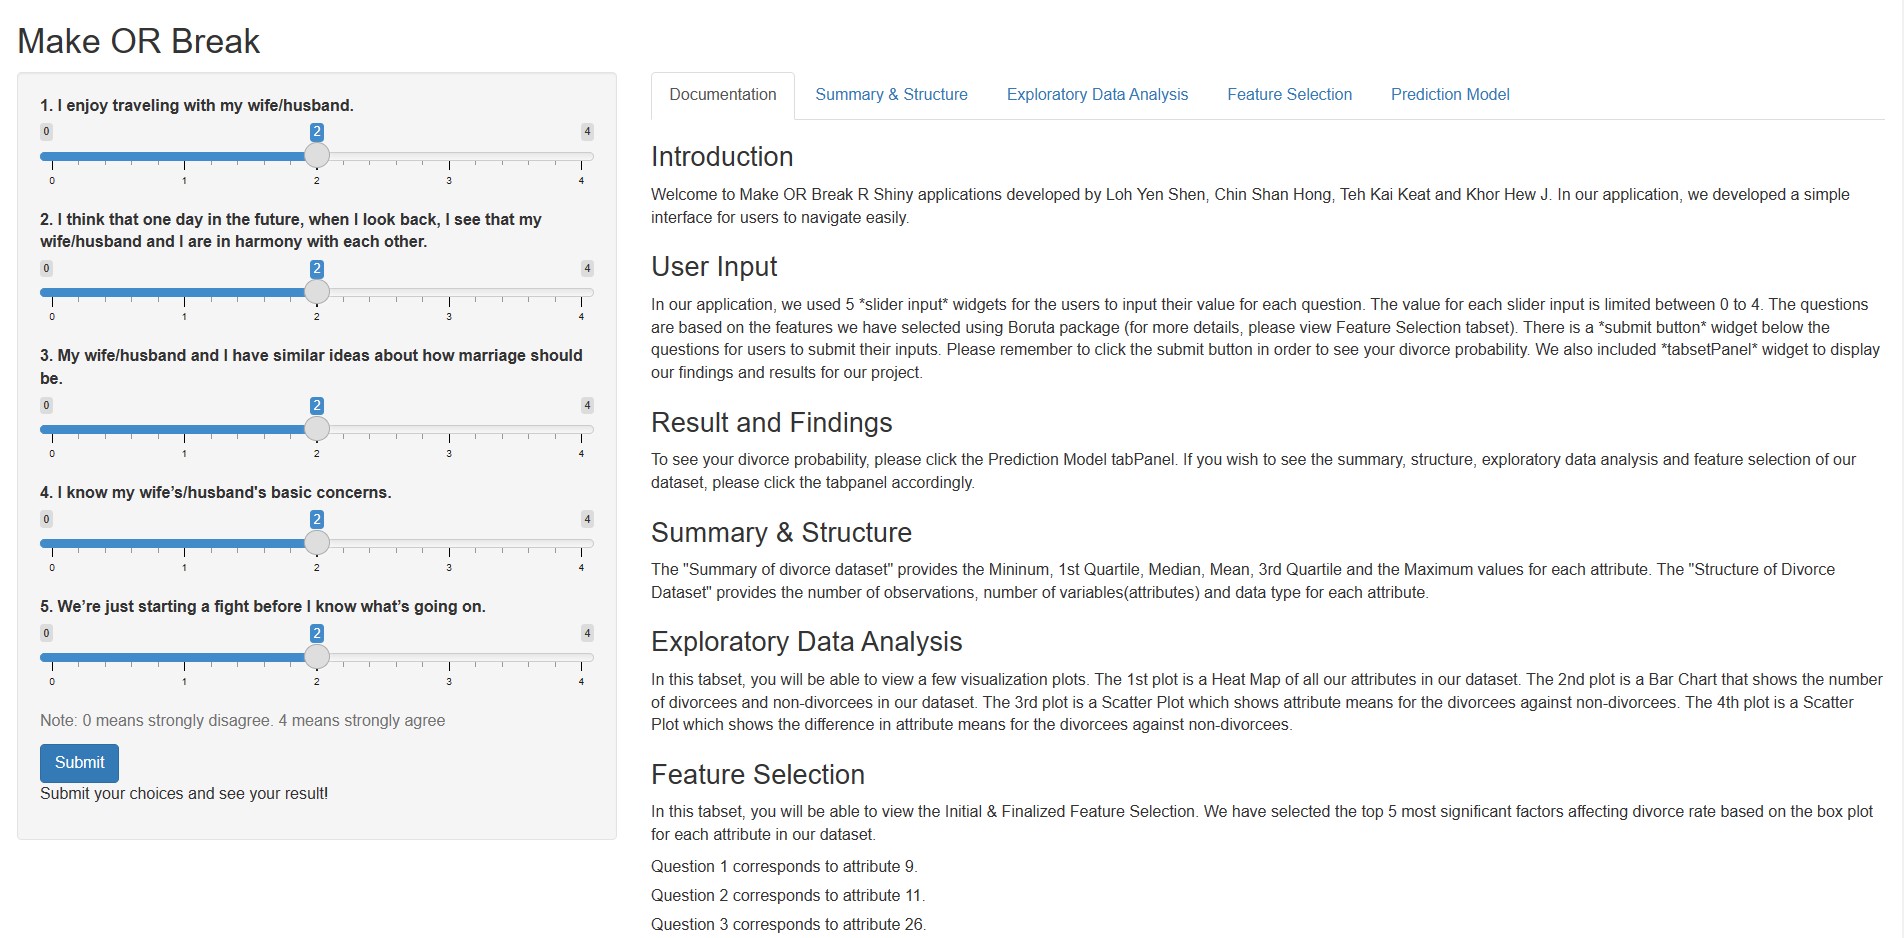 Make OR Break
1. I enjoy traveling with my wife/husband.
0 2 4
0 1 2 3 4
2. I think that one day in the future, when I look back, I see that my
wife/husband and I are in harmony with each other.
0 2 4
0 1 2 3 4
3. My wife/husband and I have similar ideas about how marriage should
be.
0 2 4
0 1 2 3 4
4. I know my wife’s/husband's basic concerns.
0 2 4
0 1 2 3 4
5. We’re just starting a fight before I know what’s going on.
0 2 4
0 1 2 3 4
Note: 0 means strongly disagree. 4 means strongly agree
Submit
Submit your choices and see your result!
Documentation Summary & Structure Exploratory Data Analysis Feature Selection Prediction Model
Introduction
Welcome to Make OR Break R Shiny applications developed by Loh Yen Shen, Chin Shan Hong, Teh Kai Keat and Khor Hew J. In our application, we developed a simple
interface for users to navigate easily.
User Input
In our application, we used 5 *slider input* widgets for the users to input their value for each question. The value for each slider input is limited between 0 to 4. The questions
are based on the features we have selected using Boruta package (for more details, please view Feature Selection tabset). There is a *submit button* widget below the
questions for users to submit their inputs. Please remember to click the submit button in order to see your divorce probability. We also included *tabsetPanel* widget to display
our findings and results for our project.
Result and Findings
To see your divorce probability, please click the Prediction Model tabPanel. If you wish to see the summary, structure, exploratory data analysis and feature selection of our
dataset, please click the tabpanel accordingly.
Summary & Structure
The "Summary of divorce dataset" provides the Mininum, 1st Quartile, Median, Mean, 3rd Quartile and the Maximum values for each attribute. The "Structure of Divorce
Dataset" provides the number of observations, number of variables(attributes) and data type for each attribute.
Exploratory Data Analysis
In this tabset, you will be able to view a few visualization plots. The 1st plot is a Heat Map of all our attributes in our dataset. The 2nd plot is a Bar Chart that shows the number
of divorcees and non-divorcees in our dataset. The 3rd plot is a Scatter Plot which shows attribute means for the divorcees against non-divorcees. The 4th plot is a Scatter
Plot which shows the difference in attribute means for the divorcees against non-divorcees.
Feature Selection
In this tabset, you will be able to view the Initial & Finalized Feature Selection. We have selected the top 5 most significant factors affecting divorce rate based on the box plot
for each attribute in our dataset.
Question 1 corresponds to attribute 9.
Question 2 corresponds to attribute 11.
Question 3 corresponds to attribute 26.